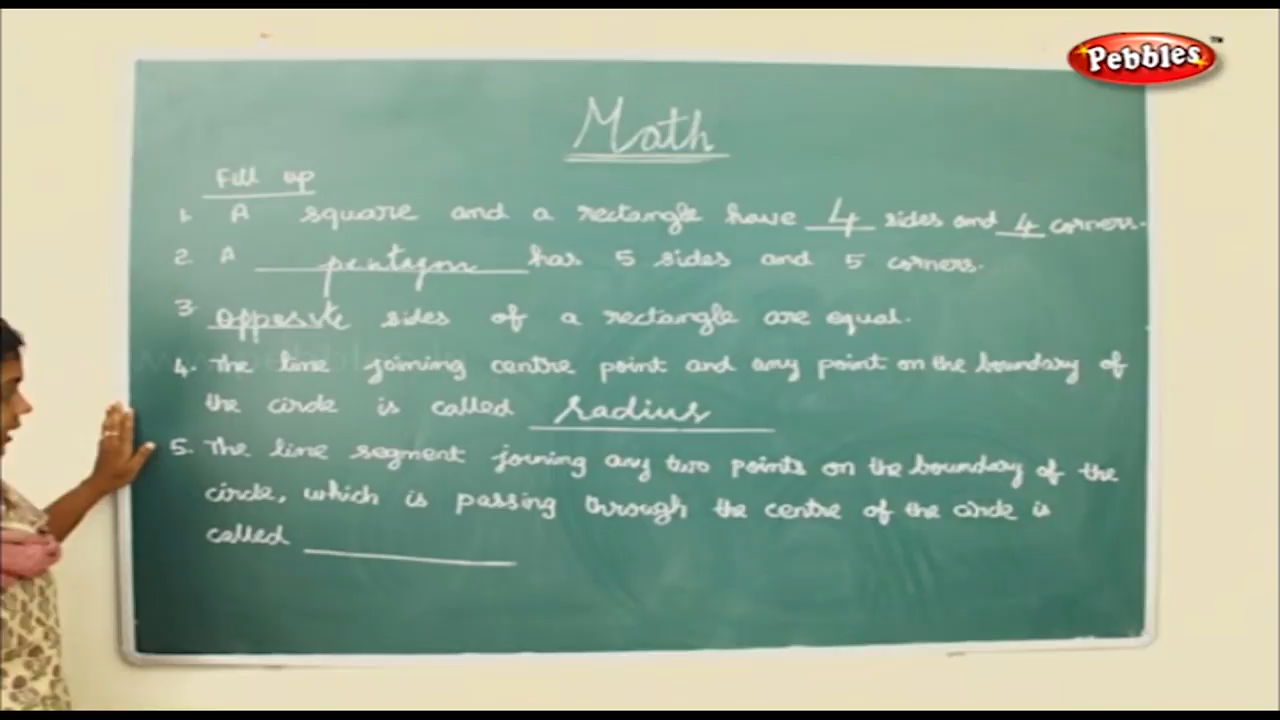 Pebbles™
Math
Fill up
1. A square and a rectangle have 4 sides and 4 corners.
2. A pentagon has 5 sides and 5 corners.
3. Opposite sides of a rectangle are equal.
4. The line joining centre point and any point on the boundary of
the circle is called radius
5. The line segment joining any two points on the boundary of the
circle, which is passing through the centre of the circle is
called ____________